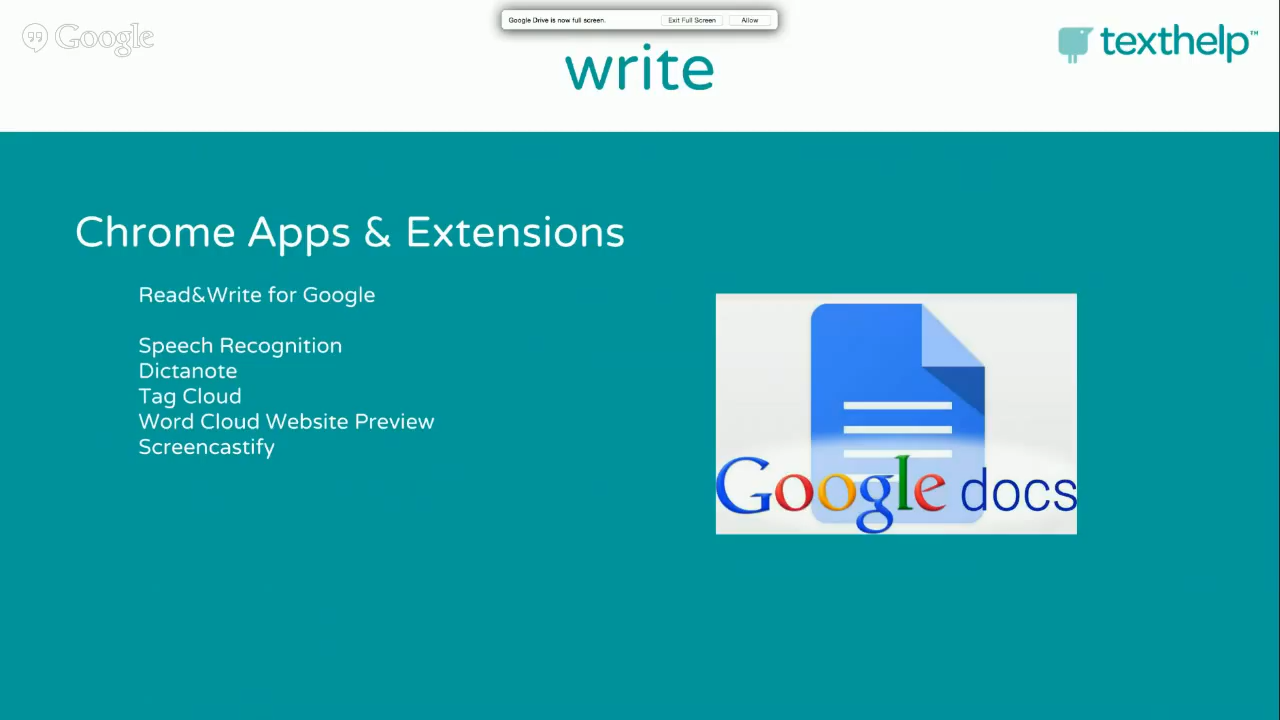 Google Drive is now full screen. Exit Full Screen Allow
Google
texthelp™
write
Chrome Apps & Extensions
Read&Write for Google
Speech Recognition
Dictanote
Tag Cloud
Word Cloud Website Preview
Screencastify
Google docs